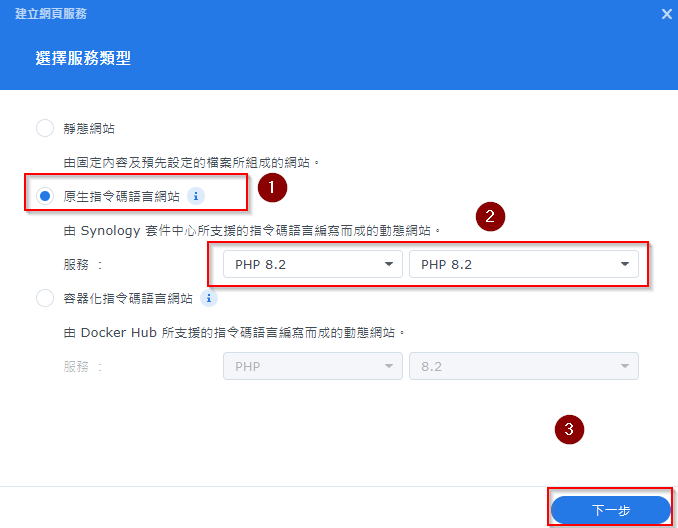 建立網頁服務
選擇服務類型
靜態網站
由固定內容及預先設定的檔案所組成的網站。
原生指令碼語言網站 i
1
由 Synology 套件中心所支援的指令碼語言編寫而成的動態網站。
2
服務 : PHP 8.2 PHP 8.2
容器化指令碼語言網站 i
由 Docker Hub 所支援的指令碼語言編寫而成的動態網站。
服務 : PHP 8.2
3
下一步